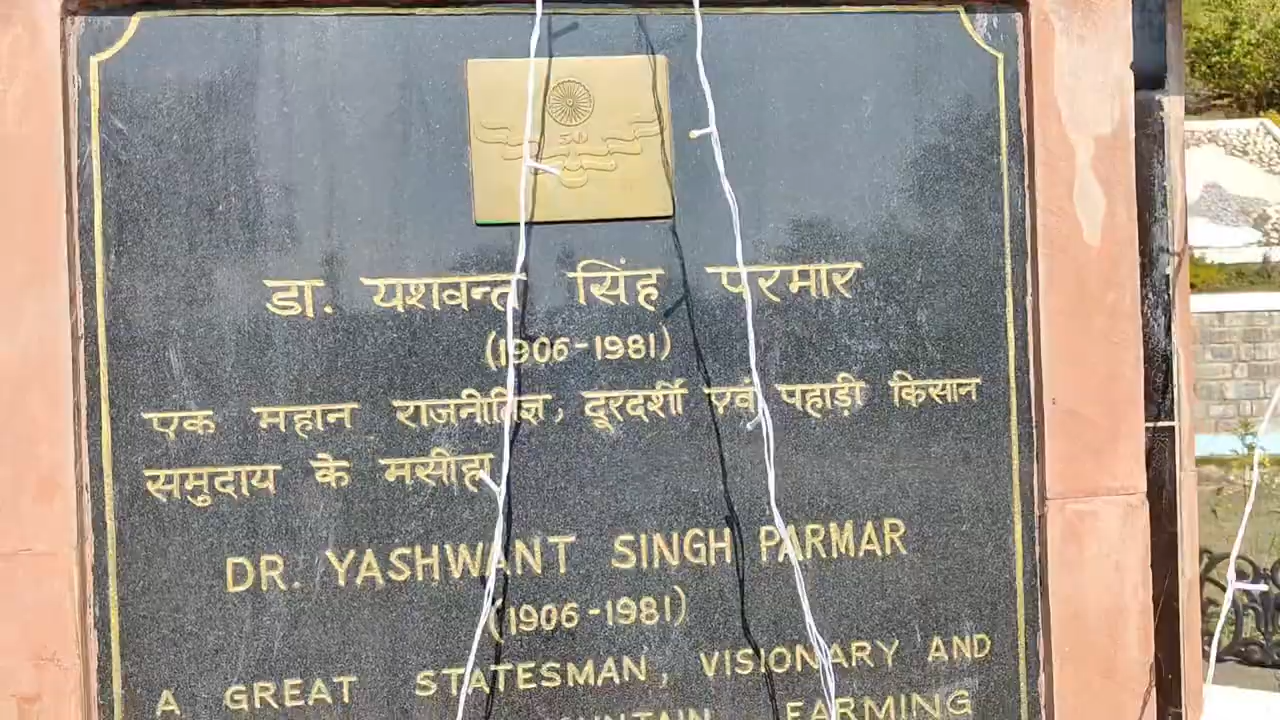 50
डा. यशवन्त सिंह परमार
(1906-1981)
एक महान राजनीतिज्ञ, दूरदर्शी एवं पहाड़ी किसान
समुदाय के मसीहा
DR. YASHWANT SINGH PARMAR
(1906-1981)
A GREAT STATESMAN, VISIONARY AND
FARMING